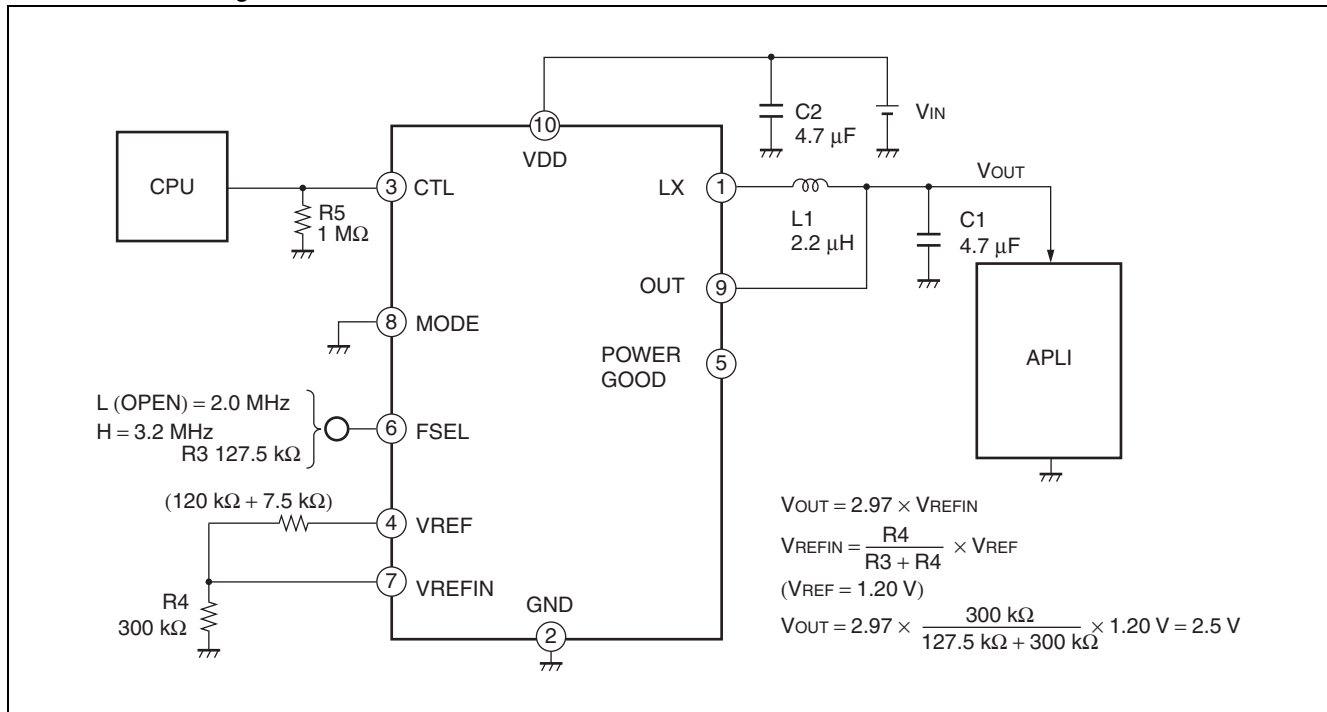 C2
4.7 μF
VIN
10
VDD
CPU
3 CTL
R5
1 MΩ
LX 1
L1
2.2 μH
VOUT
C1
4.7 μF
OUT 9
8 MODE
POWER
GOOD
5
APLI
L (OPEN) = 2.0 MHz
H = 3.2 MHz
R3 127.5 kΩ
6 FSEL
(120 kΩ + 7.5 kΩ)
4 VREF
7 VREFIN
R4
300 kΩ
GND
2
VOUT = 2.97 × VREFIN
VREFIN = R4 / R3 + R4 × VREF
(VREF = 1.20 V)
VOUT = 2.97 × 300 kΩ / 127.5 kΩ + 300 kΩ × 1.20 V = 2.5 V